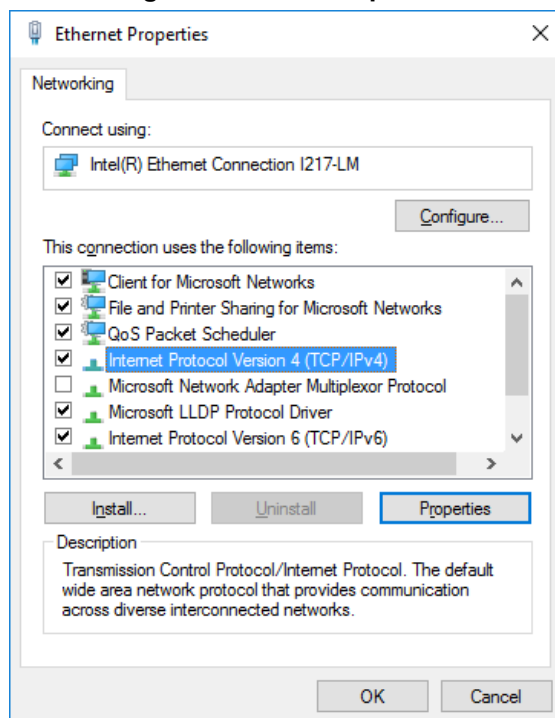 Ethernet Properties
Networking
Connect using:
Intel(R) Ethernet Connection I217-LM
Configure...
This connection uses the following items:
Client for Microsoft Networks
File and Printer Sharing for Microsoft Networks
QoS Packet Scheduler
Internet Protocol Version 4 (TCP/IPv4)
Microsoft Network Adapter Multiplexor Protocol
Microsoft LLDP Protocol Driver
Internet Protocol Version 6 (TCP/IPv6)
Install... Uninstall Properties
Description
Transmission Control Protocol/Internet Protocol. The default
wide area network protocol that provides communication
across diverse interconnected networks.
OK Cancel